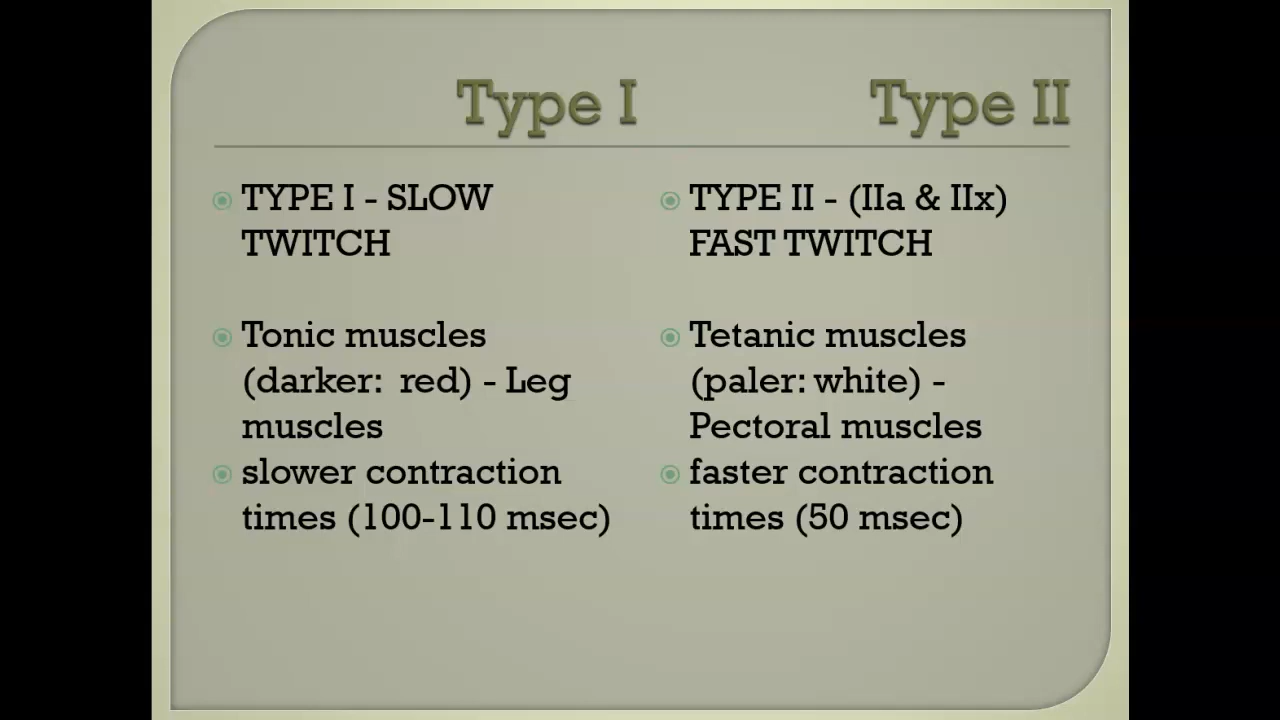 Type I
Type II
TYPE I - SLOW
TWITCH
Tonic muscles
(darker:  red) - Leg
muscles
slower contraction
times (100-110 msec)
TYPE II - (IIa & IIx)
FAST TWITCH
Tetanic muscles
(paler: white) -
Pectoral muscles
faster contraction
times (50 msec)